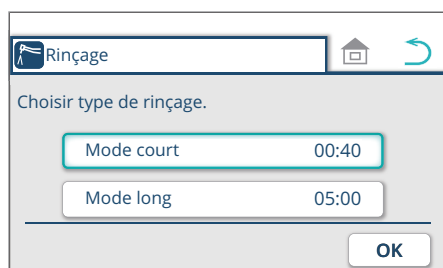 Rinçage
Choisir type de rinçage.
Mode court 00:40
Mode long 05:00
OK